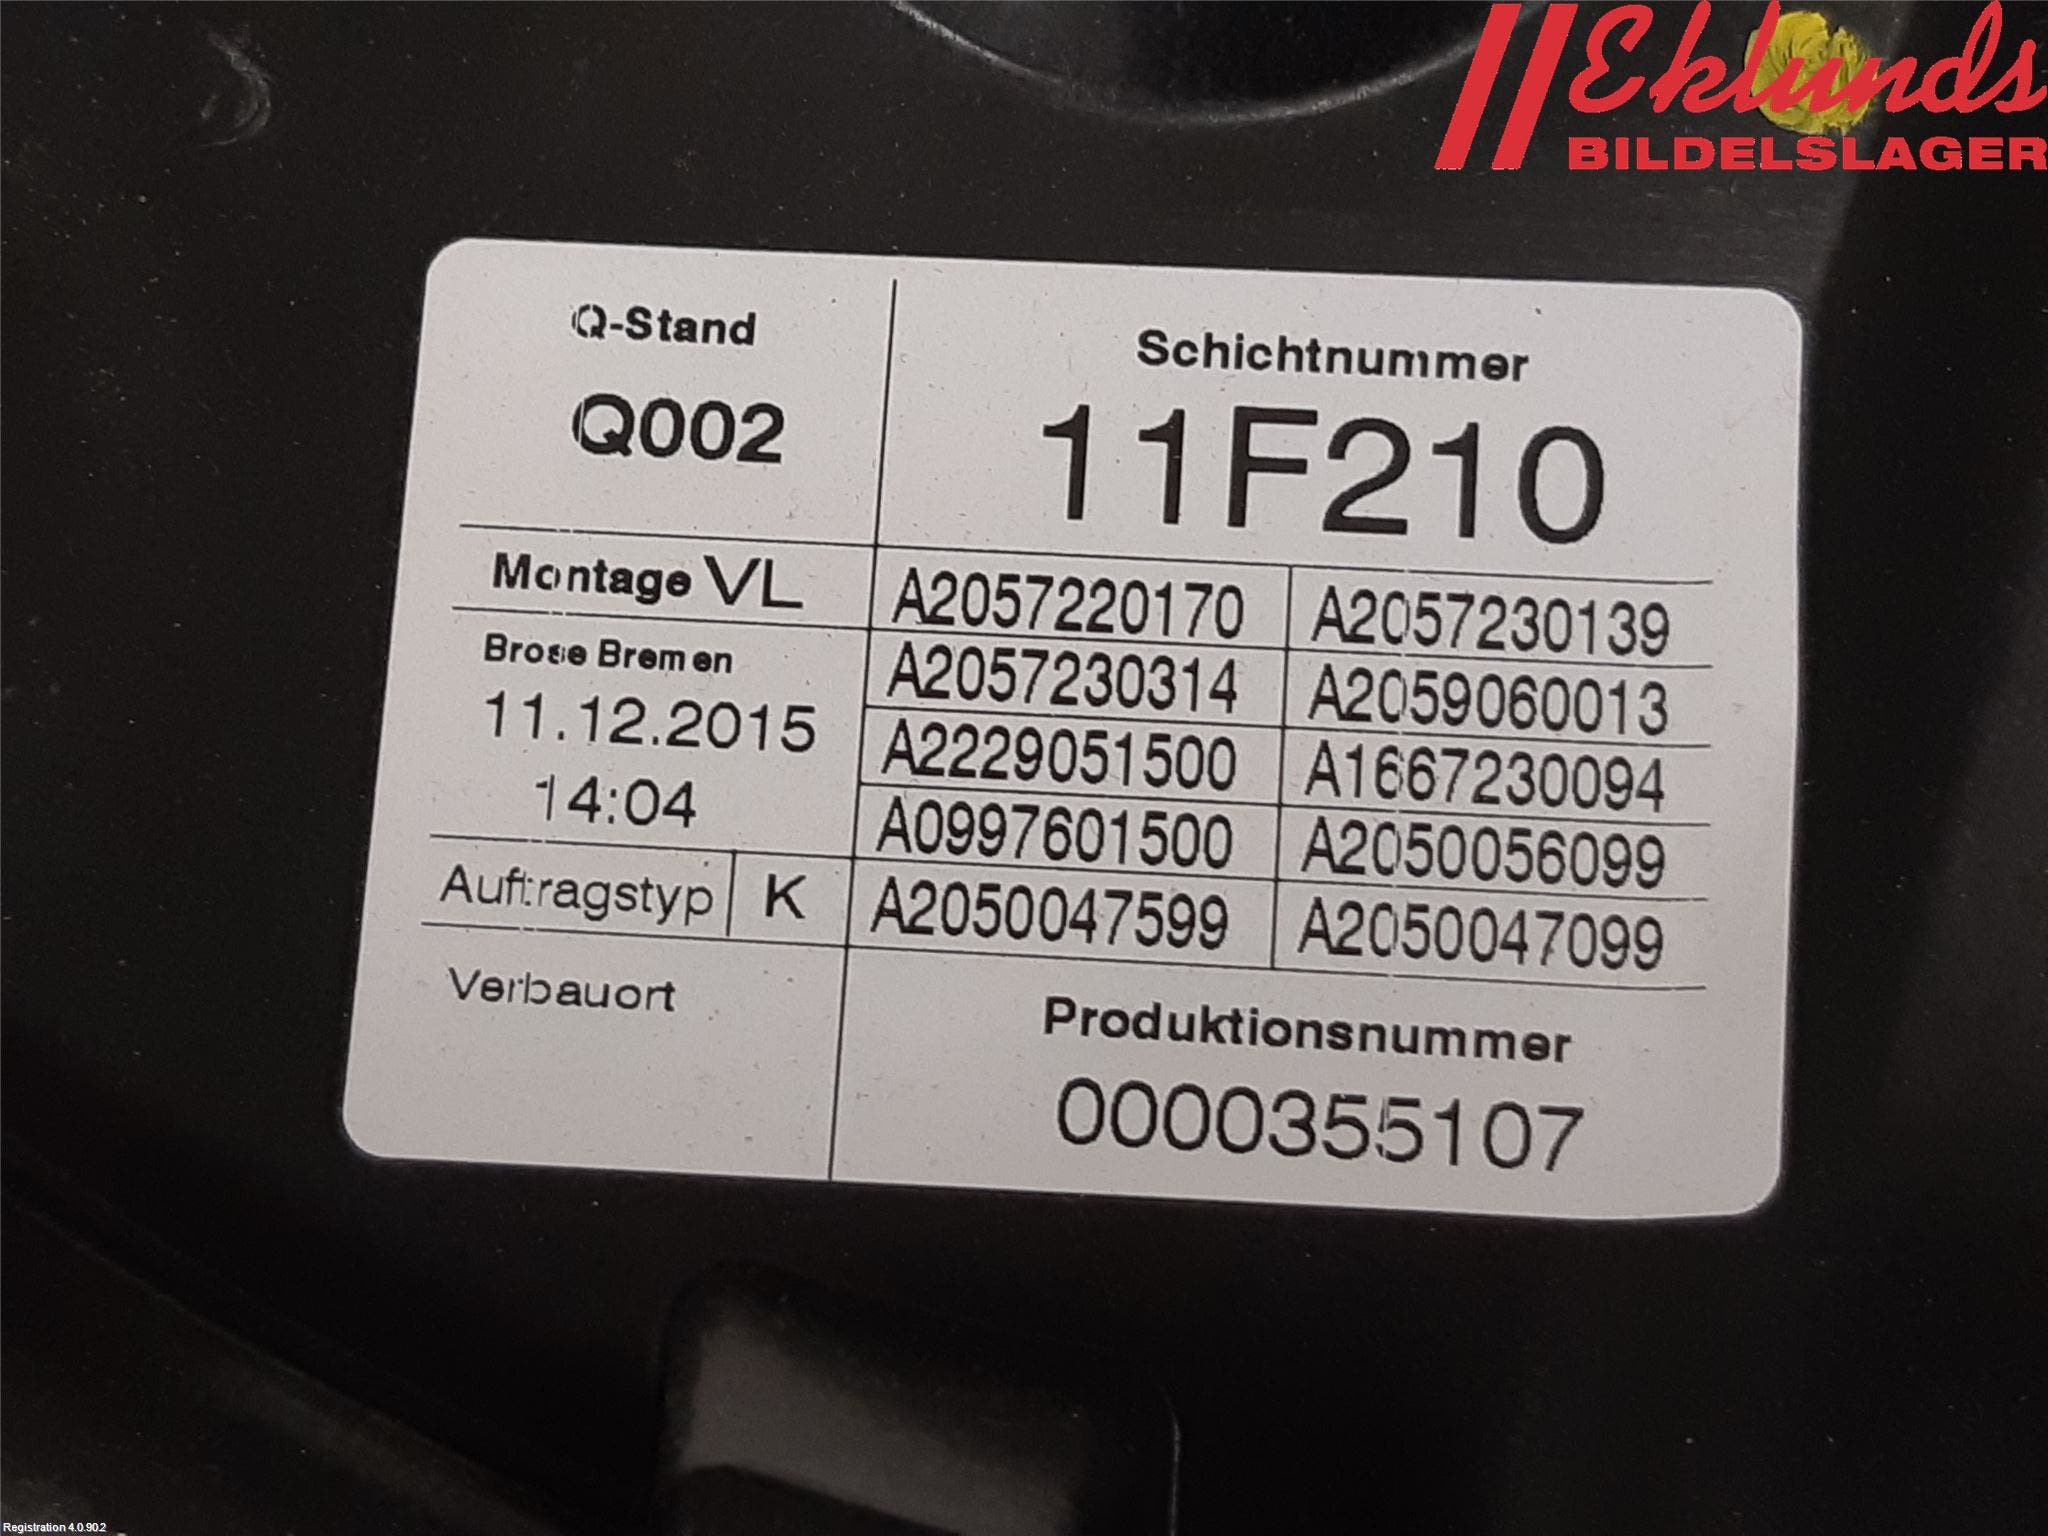 Eklunds
BILDELSLAGER
Q-Stand
Q002
Schichtnummer
11F210
Montage VL
Brose Bremen
11.12.2015
14:04
Auftragstyp K
A2057220170 A2057230139
A2057230314 A2059060013
A2229051500 A1667230094
A0997601500 A2050056099
A2050047599 A2050047099
Verbauort
Produktionsnummer
0000355107
Registration 4.0.90.2